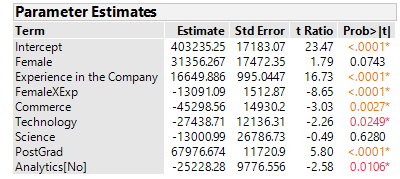 Parameter Estimates
Term Estimate Std Error t Ratio Prob>|t|
Intercept 403235.25 17183.07 23.47 <.0001*
Female 31356.267 17472.35 1.79 0.0743
Experience in the Company 16649.886 995.0447 16.73 <.0001*
FemaleXExp -13091.09 1512.87 -8.65 <.0001*
Commerce -45298.56 14930.2 -3.03 0.0027*
Technology -27438.71 12136.31 -2.26 0.0249*
Science -13000.99 26786.73 -0.49 0.6280
PostGrad 67976.674 11720.9 5.80 <.0001*
Analytics[No] -25228.28 9776.556 -2.58 0.0106*